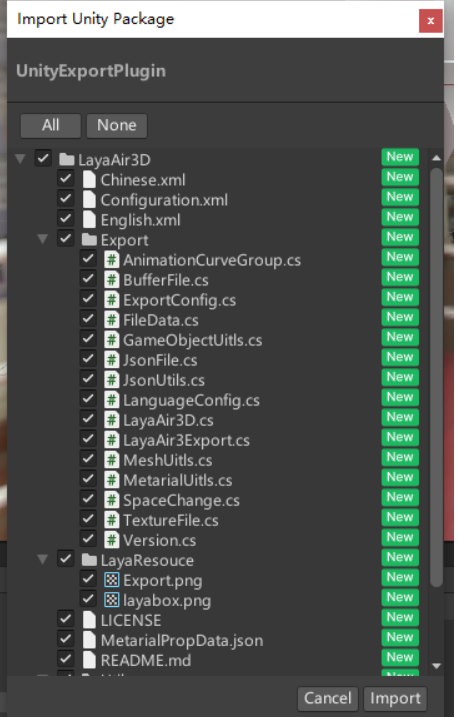 Import Unity Package
x
UnityExportPlugin
All None
LayaAir3D New
Chinese.xml New
Configuration.xml New
English.xml New
Export New
AnimationCurveGroup.cs New
BufferFile.cs New
ExportConfig.cs New
FileData.cs New
GameObjectUitls.cs New
JsonFile.cs New
JsonUtils.cs New
LanguageConfig.cs New
LayaAir3D.cs New
LayaAir3Export.cs New
MeshUitls.cs New
MetarialUitls.cs New
SpaceChange.cs New
TextureFile.cs New
Version.cs New
LayaResouce New
Export.png New
layabox.png New
LICENSE New
MetarialPropData.json New
README.md New
Cancel Import